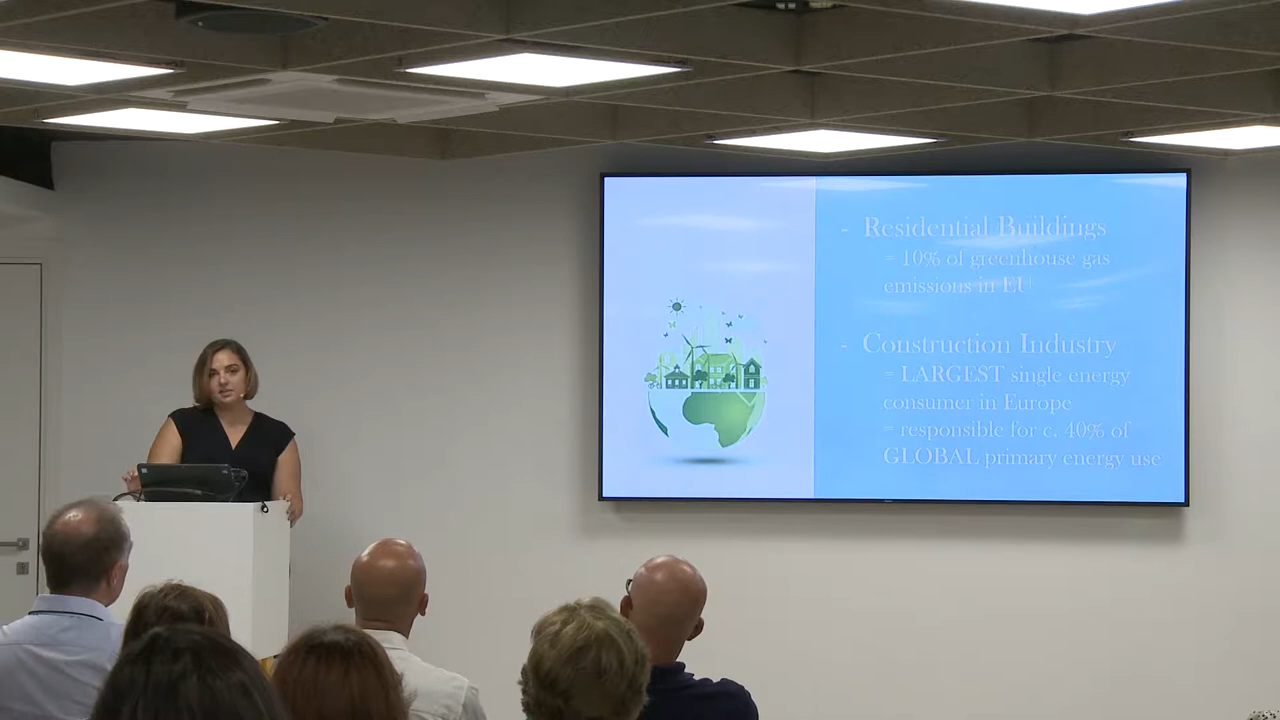 - Residential Buildings
= 10% of greenhouse gas
emissions in EU
- Construction Industry
= LARGEST single energy
consumer in Europe
= responsible for c. 40% of
GLOBAL primary energy use